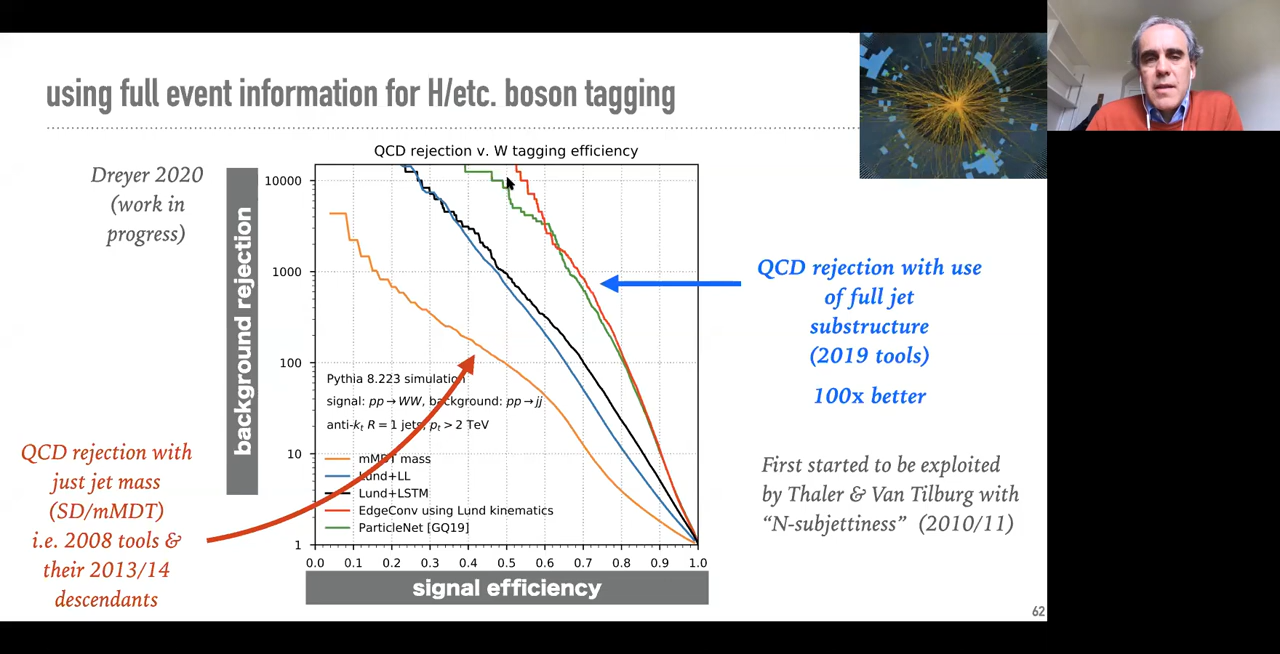 using full event information for H/etc. boson tagging
Dreyer 2020
(work in
progress)
QCD rejection v. W tagging efficiency
background rejection
10000
1000
100
10
1
Pythia 8.223 simulation
signal: pp→WW, background: pp→jj
anti-kt R=1 jets, pt>2 TeV
mMDT mass
Lund+LL
Lund+LSTM
EdgeConv using Lund kinematics
ParticleNet [GQ19]
0.0 0.1 0.2 0.3 0.4 0.5 0.6 0.7 0.8 0.9 1.0
signal efficiency
QCD rejection with
just jet mass
(SD/mMDT)
i.e. 2008 tools &
their 2013/14
descendants
QCD rejection with use
of full jet
substructure
(2019 tools)
100x better
First started to be exploited
by Thaler & Van Tilburg with
“N-subjettiness” (2010/11)
62